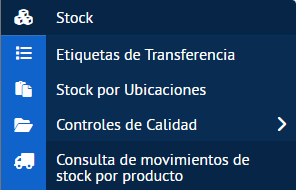 Stock
Etiquetas de Transferencia
Stock por Ubicaciones
Controles de Calidad
Consulta de movimientos de
stock por producto